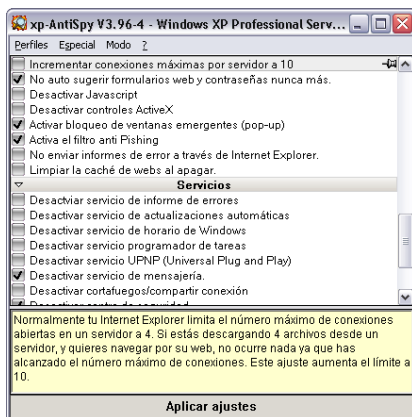 xp-AntiSpy V3.96-4 - Windows XP Professional Serv...
Perfiles Especial Modo ?
Incrementar conexiones máximas por servidor a 10
No auto sugerir formularios web y contraseñas nunca más.
Desactivar Javascript
Desactivar controles ActiveX
Activar bloqueo de ventanas emergentes (pop-up)
Activa el filtro anti Pishing
No enviar informes de error a través de Internet Explorer.
Limpiar la caché de webs al apagar.
Servicios
Desactviar servicio de informe de errores
Desactivar servicio de actualizaciones automáticas
Desactivar servicio de horario de Windows
Desactivar servicio programador de tareas
Desactivar servicio UPNP (Universal Plug and Play)
Desactivar servicio de mensajería.
Desactivar cortafuegos/compartir conexión
Desactivar centro de seguridad
Normalmente tu Internet Explorer limita el número máximo de conexiones
abiertas en un servidor a 4. Si estás descargando 4 archivos desde un
servidor, y quieres navegar por su web, no ocurre nada ya que has
alcanzado el número máximo de conexiones. Este ajuste aumenta el límite a
10.
Aplicar ajustes